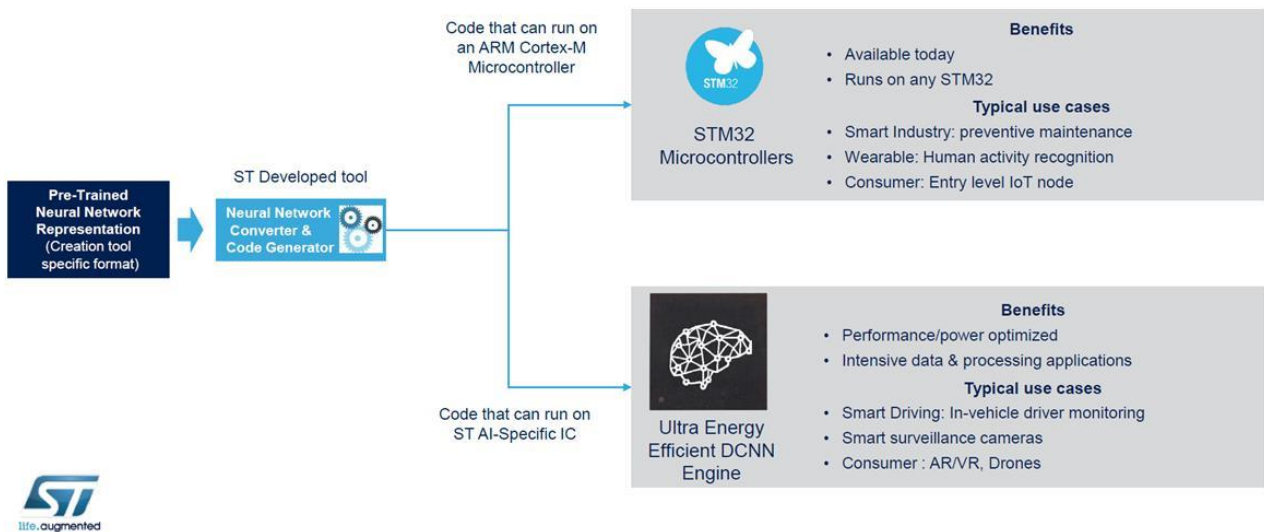 Pre-Trained
Neural Network
Representation
(Creation tool
specific format)
ST Developed tool
Neural Network
Converter &
Code Generator
Code that can run on
an ARM Cortex-M
Microcontroller
STM32
STM32
Microcontrollers
Benefits
• Available today
• Runs on any STM32
Typical use cases
• Smart Industry: preventive maintenance
• Wearable: Human activity recognition
• Consumer: Entry level IoT node
Code that can run on
ST AI-Specific IC
Ultra Energy
Efficient DCNN
Engine
Benefits
• Performance/power optimized
• Intensive data & processing applications
Typical use cases
• Smart Driving: In-vehicle driver monitoring
• Smart surveillance cameras
• Consumer : AR/VR, Drones
ST
life.augmented